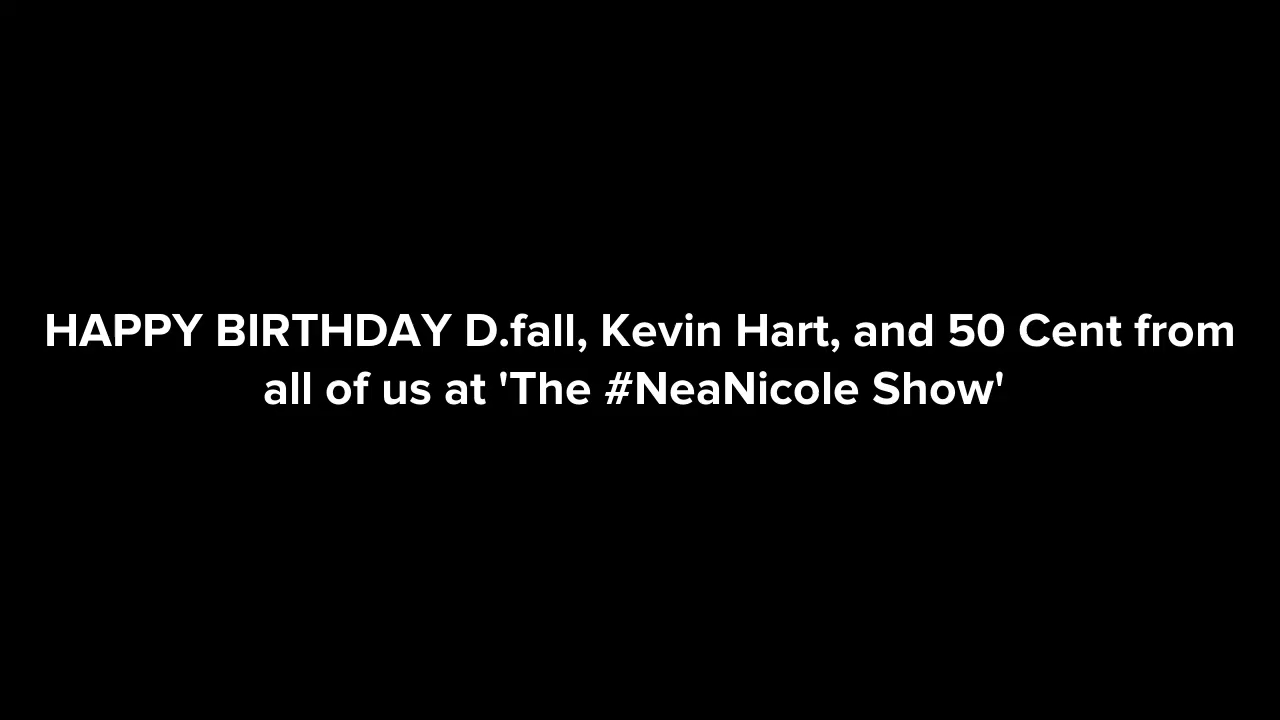 HAPPY BIRTHDAY D.fall, Kevin Hart, and 50 Cent from
all of us at 'The #NeaNicole Show'